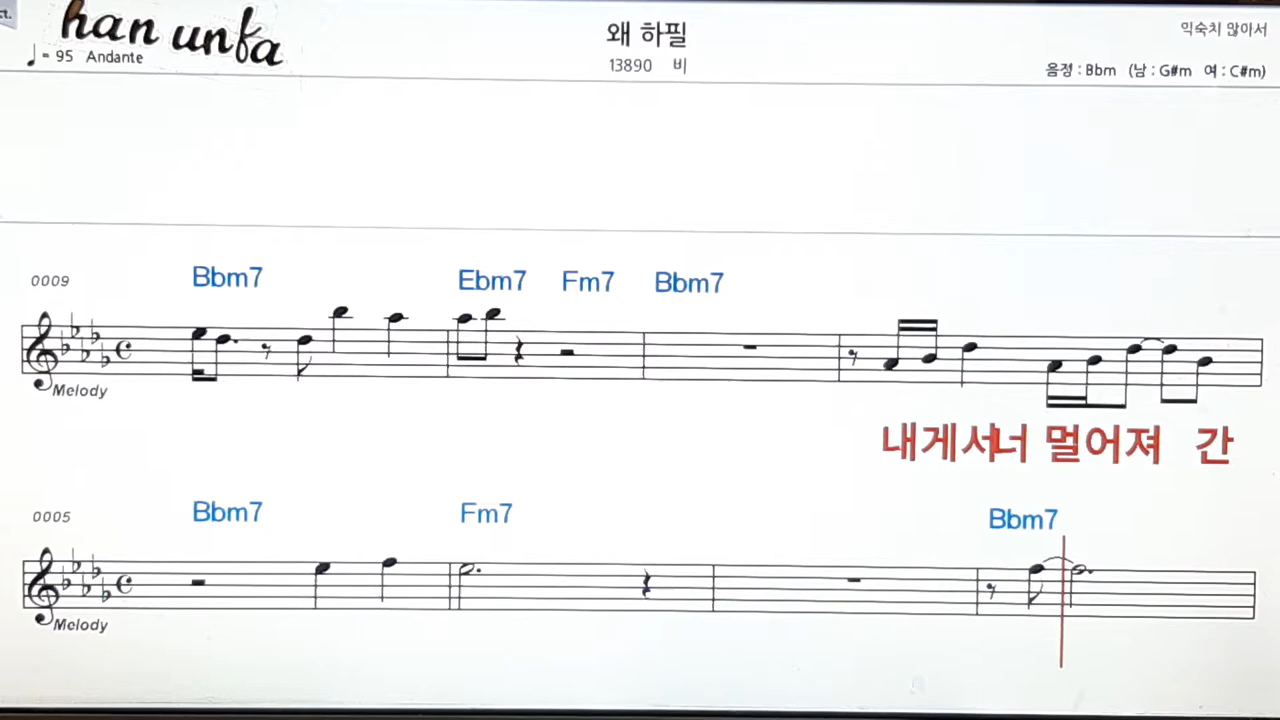 ct.
han unfa
♩= 95 Andante
왜 하필
13890 비
익숙치 않아서
음정 : Bbm (남 : G#m 여 : C#m)
0009
Bbm7 Ebm7 Fm7 Bbm7
Melody
내게서너 멀어져 간
0005
Bbm7 Fm7 Bbm7
Melody